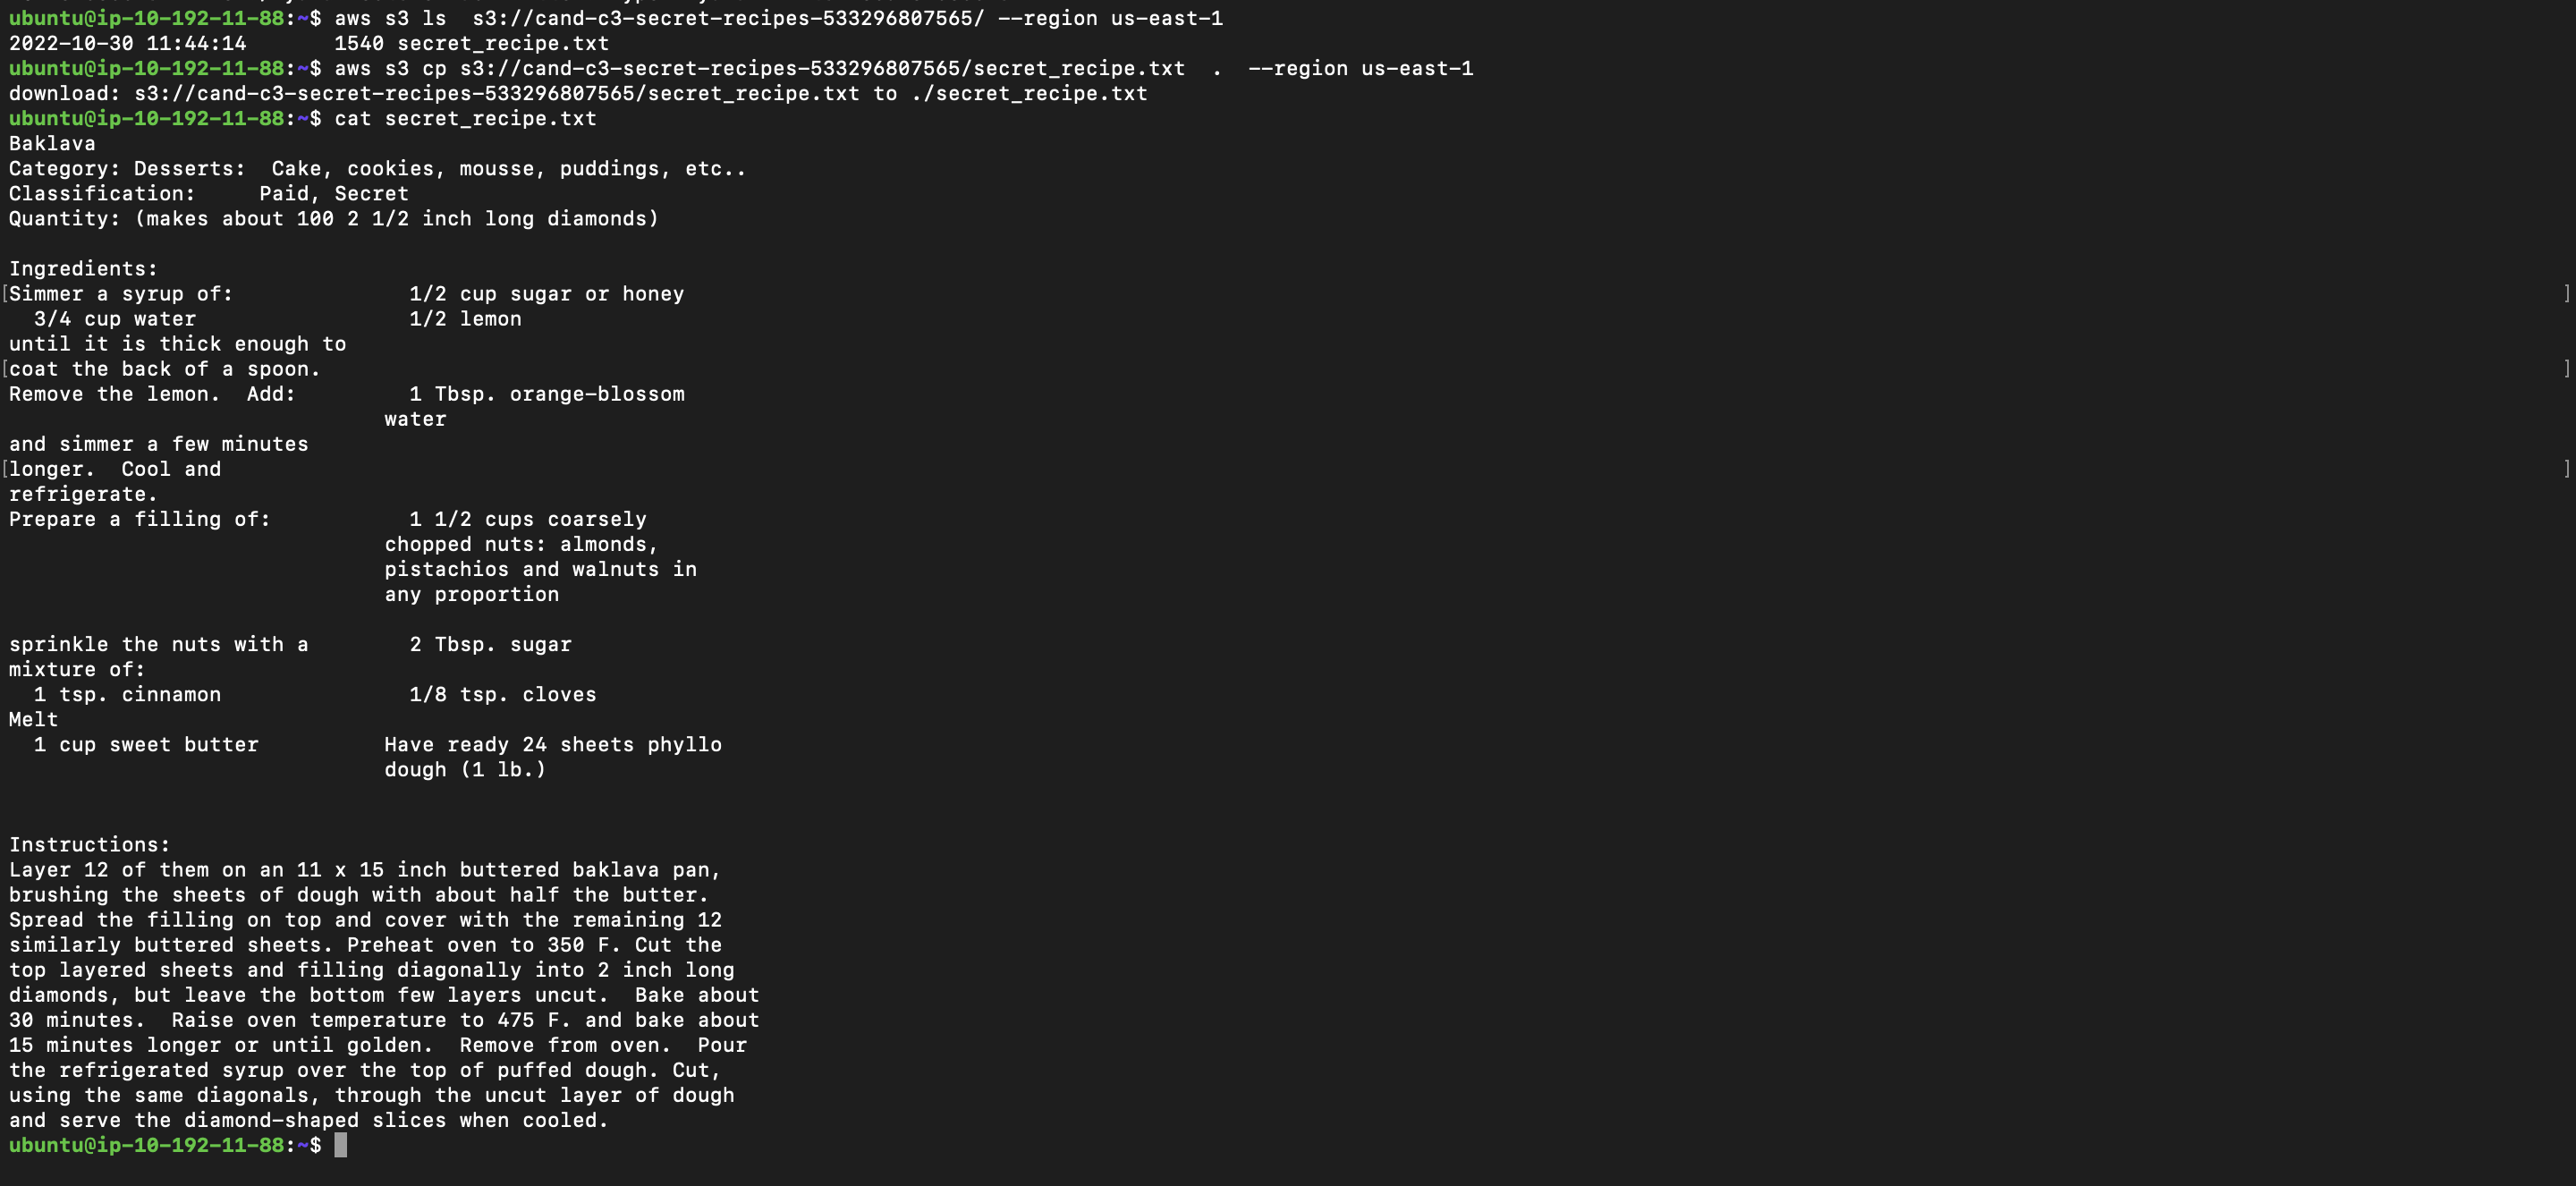 ubuntu@ip-10-192-11-88:~$ aws s3 ls  s3://cand-c3-secret-recipes-533296807565/ --region us-east-1
2022-10-30 11:44:14       1540 secret_recipe.txt
ubuntu@ip-10-192-11-88:~$ aws s3 cp s3://cand-c3-secret-recipes-533296807565/secret_recipe.txt  .  --region us-east-1
download: s3://cand-c3-secret-recipes-533296807565/secret_recipe.txt to ./secret_recipe.txt
ubuntu@ip-10-192-11-88:~$ cat secret_recipe.txt
Baklava
Category: Desserts:  Cake, cookies, mousse, puddings, etc..
Classification:     Paid, Secret
Quantity: (makes about 100 2 1/2 inch long diamonds)

Ingredients:
[Simmer a syrup of:              1/2 cup sugar or honey ]
  3/4 cup water                 1/2 lemon
until it is thick enough to
[coat the back of a spoon. ]
Remove the lemon.  Add:         1 Tbsp. orange-blossom
                              water
and simmer a few minutes
[longer.  Cool and ]
refrigerate.
Prepare a filling of:           1 1/2 cups coarsely
                              chopped nuts: almonds,
                              pistachios and walnuts in
                              any proportion

sprinkle the nuts with a        2 Tbsp. sugar
mixture of:
  1 tsp. cinnamon               1/8 tsp. cloves
Melt
  1 cup sweet butter          Have ready 24 sheets phyllo
                              dough (1 lb.)

Instructions:
Layer 12 of them on an 11 x 15 inch buttered baklava pan,
brushing the sheets of dough with about half the butter.
Spread the filling on top and cover with the remaining 12
similarly buttered sheets. Preheat oven to 350 F. Cut the
top layered sheets and filling diagonally into 2 inch long
diamonds, but leave the bottom few layers uncut.  Bake about
30 minutes.  Raise oven temperature to 475 F. and bake about
15 minutes longer or until golden.  Remove from oven.  Pour
the refrigerated syrup over the top of puffed dough. Cut,
using the same diagonals, through the uncut layer of dough
and serve the diamond-shaped slices when cooled.
ubuntu@ip-10-192-11-88:~$